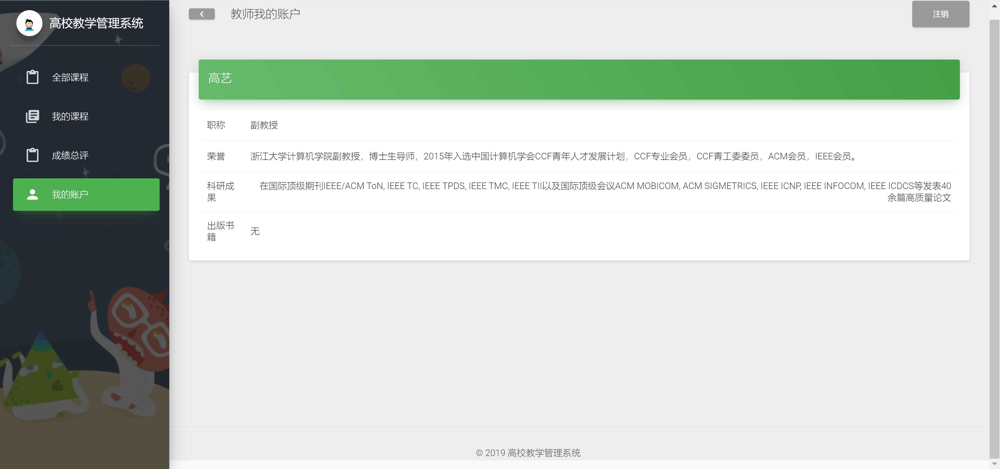 高校教学管理系统
全部课程
我的课程
成绩总评
我的账户
教师我的账户
注销
高艺
职称 副教授
荣誉 浙江大学计算机学院副教授，博士生导师，2015年入选中国计算机学会CCF青年人才发展计划，CCF专业会员，CCF青工委委员，ACM会员，IEEE会员。
科研成
果
在国际顶级期刊IEEE/ACM ToN, IEEE TC, IEEE TPDS, IEEE TMC, IEEE TII以及国际顶级会议ACM MOBICOM, ACM SIGMETRICS, IEEE ICNP, IEEE INFOCOM, IEEE ICDCS等发表40
余篇高质量论文
出版书
籍
无
© 2019 高校教学管理系统